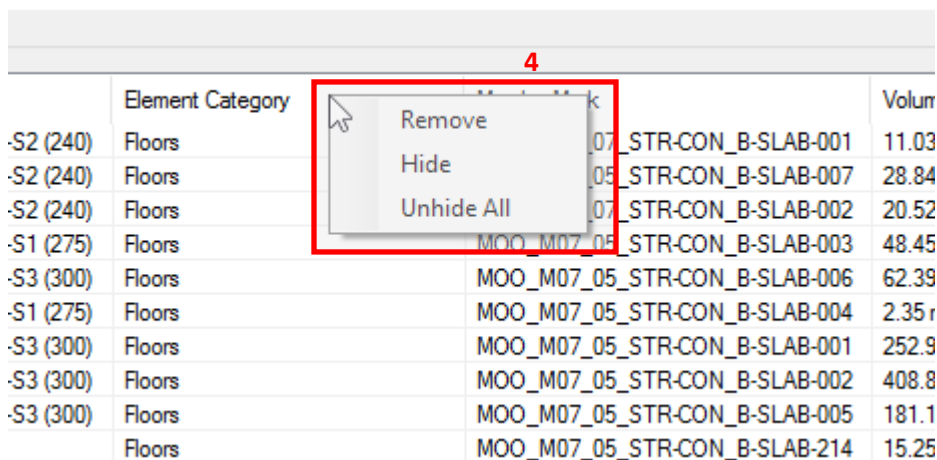 4
Element Category Volum
Remove
Hide
Unhide All
-S2 (240) Floors 07_STR-CON_B-SLAB-001 11.03
-S2 (240) Floors 05_STR-CON_B-SLAB-007 28.84
-S2 (240) Floors 07_STR-CON_B-SLAB-002 20.52
-S1 (275) Floors MOO_M07_05_STR-CON_B-SLAB-003 48.45
-S3 (300) Floors MOO_M07_05_STR-CON_B-SLAB-006 62.39
-S1 (275) Floors MOO_M07_05_STR-CON_B-SLAB-004 2.35
-S3 (300) Floors MOO_M07_05_STR-CON_B-SLAB-001 252.9
-S3 (300) Floors MOO_M07_05_STR-CON_B-SLAB-002 408.8
-S3 (300) Floors MOO_M07_05_STR-CON_B-SLAB-005 181.1
Floors MOO_M07_05_STR-CON_B-SLAB-214 15.25